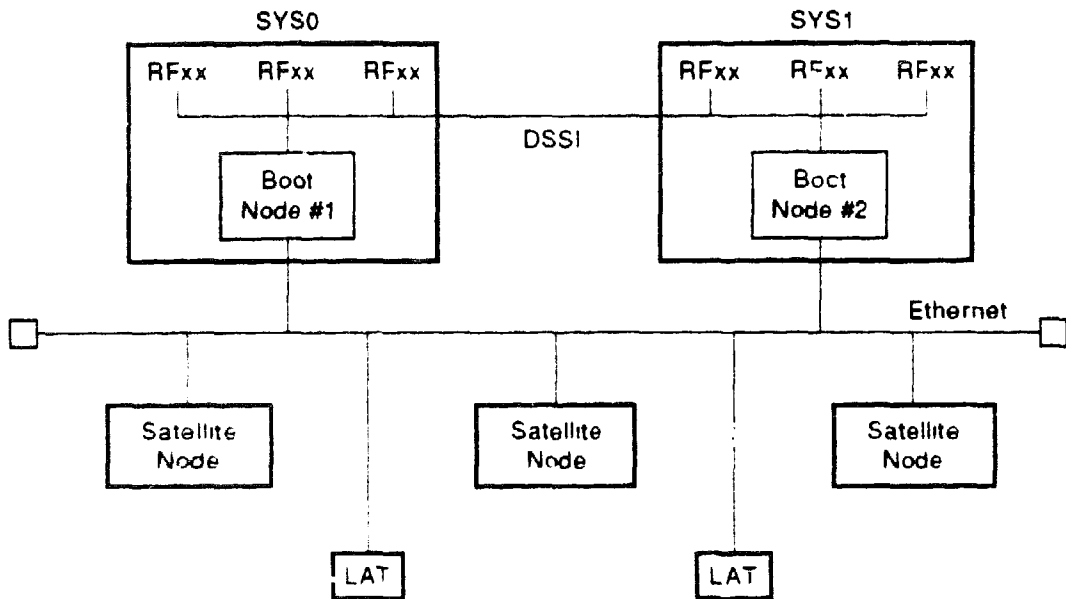 SYS0
SYS1
RFxx RFxx RFxx
RFxx RFxx RFxx
DSSI
Boot
Node #1
Boct
Node #2
Ethernet
Satellite
Node
Satellite
Node
Satellite
Node
LAT
LAT